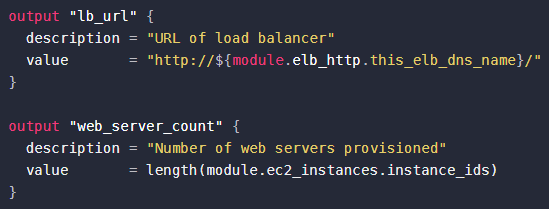 output "lb_url" {
  description = "URL of load balancer"
  value       = "http://${module.elb_http.this_elb_dns_name}/"
}

output "web_server_count" {
  description = "Number of web servers provisioned"
  value       = length(module.ec2_instances.instance_ids)
}